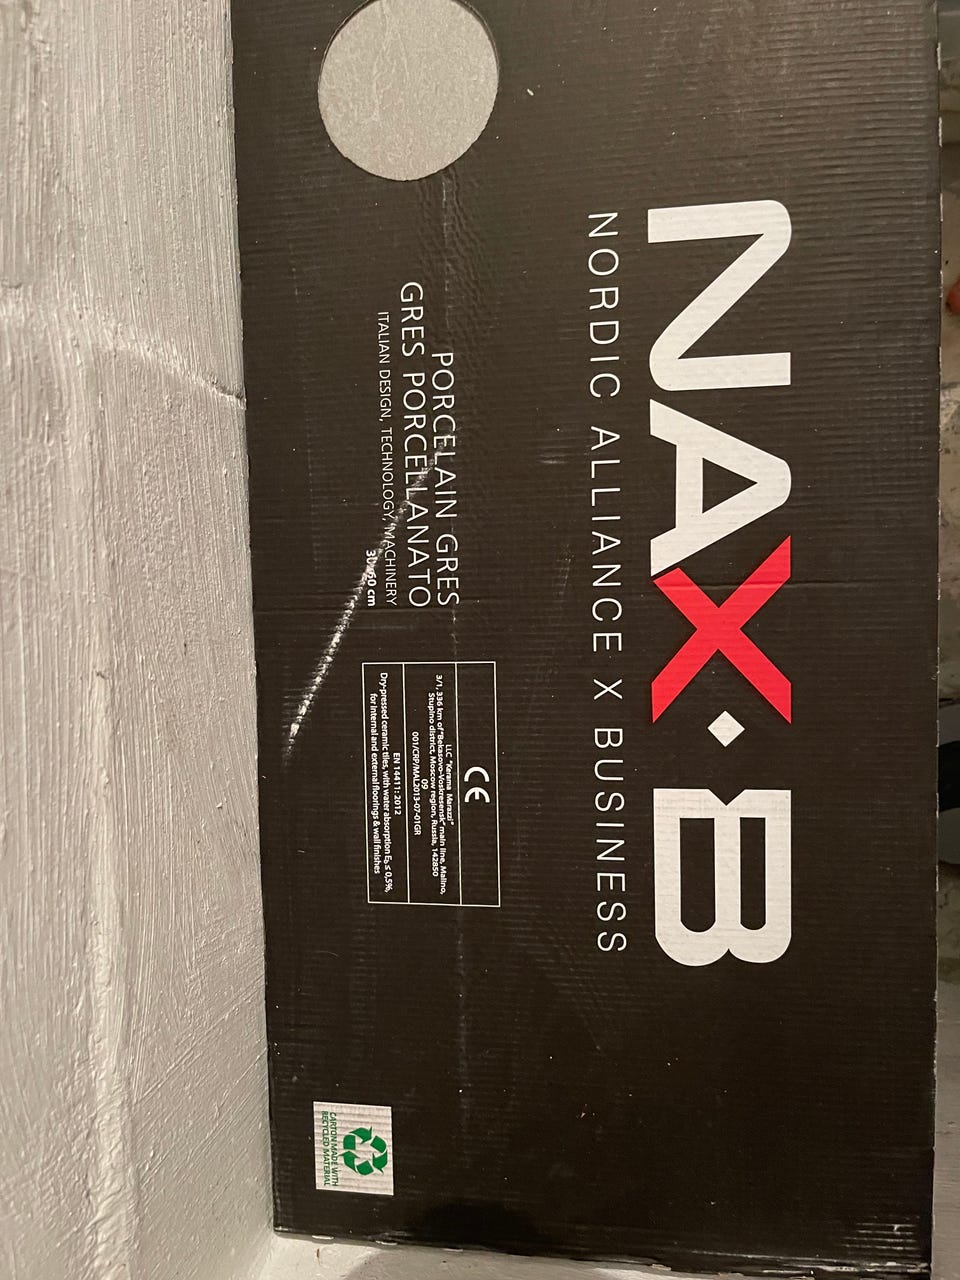 NAX·B
NORDIC ALLIANCE X BUSINESS
PORCELAIN GRES
GRES PORCELLANATO
ITALIAN DESIGN, TECHNOLOGY, MACHINERY
30x60 cm
CE
LLC "Kerama Marazzi"
3/1, 336 km of "Bekasovo-Voskresensk" main line, Malino,
Stupino district, Moscow region, Russia, 142850
09
001/CRP/MAL2013-07-01GR
EN 14411: 2012
Dry-pressed ceramic tiles, with water absorption Eb ≤ 0,5%,
for internal and external floorings & wall finishes
CARTON MADE WITH
RECYCLED MATERIAL